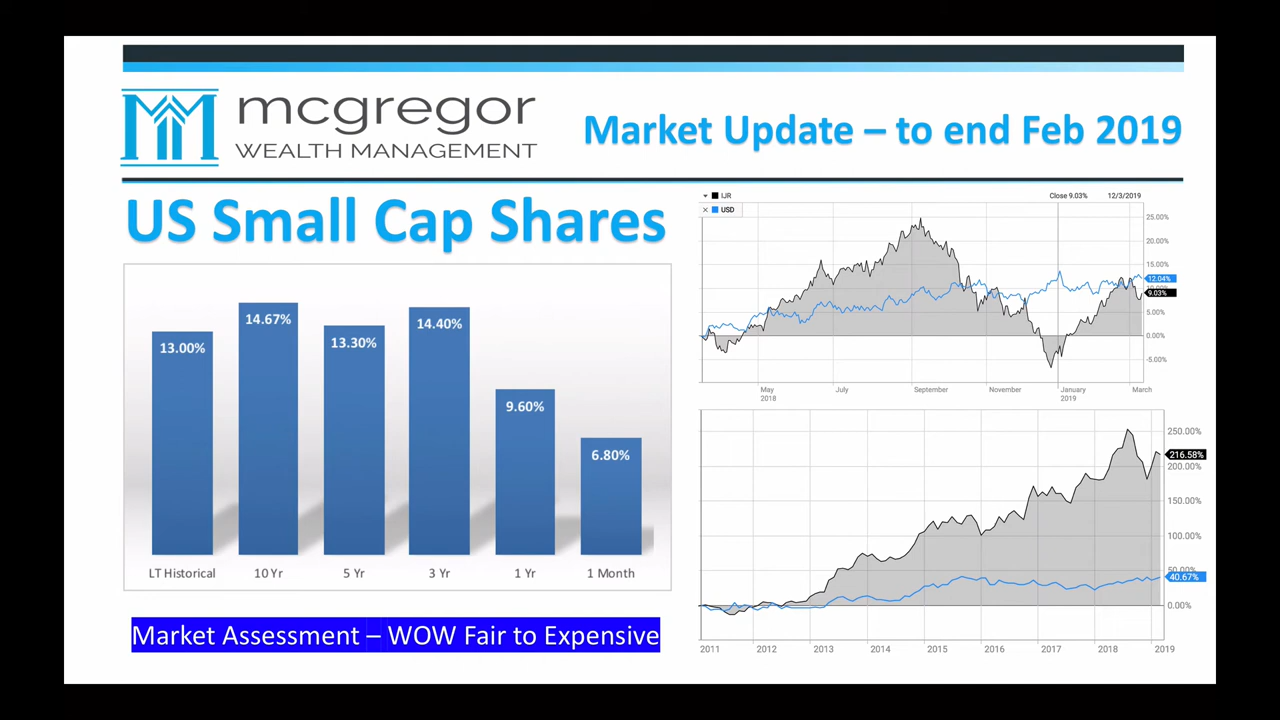 mcgregor
WEALTH MANAGEMENT
Market Update – to end Feb 2019
US Small Cap Shares
13.00%
14.67%
13.30%
14.40%
9.60%
6.80%
LT Historical
10 Yr
5 Yr
3 Yr
1 Yr
1 Month
Market Assessment – WOW Fair to Expensive
IJR
Close 9.03%
12/3/2019
USD
25.00%
20.00%
15.00%
12.04%
10.00%
9.03%
5.00%
0.00%
-5.00%
May
2018
July
September
November
January
2019
March
250.00%
216.58%
200.00%
150.00%
100.00%
50.00%
40.67%
0.00%
2011
2012
2013
2014
2015
2016
2017
2018
2019